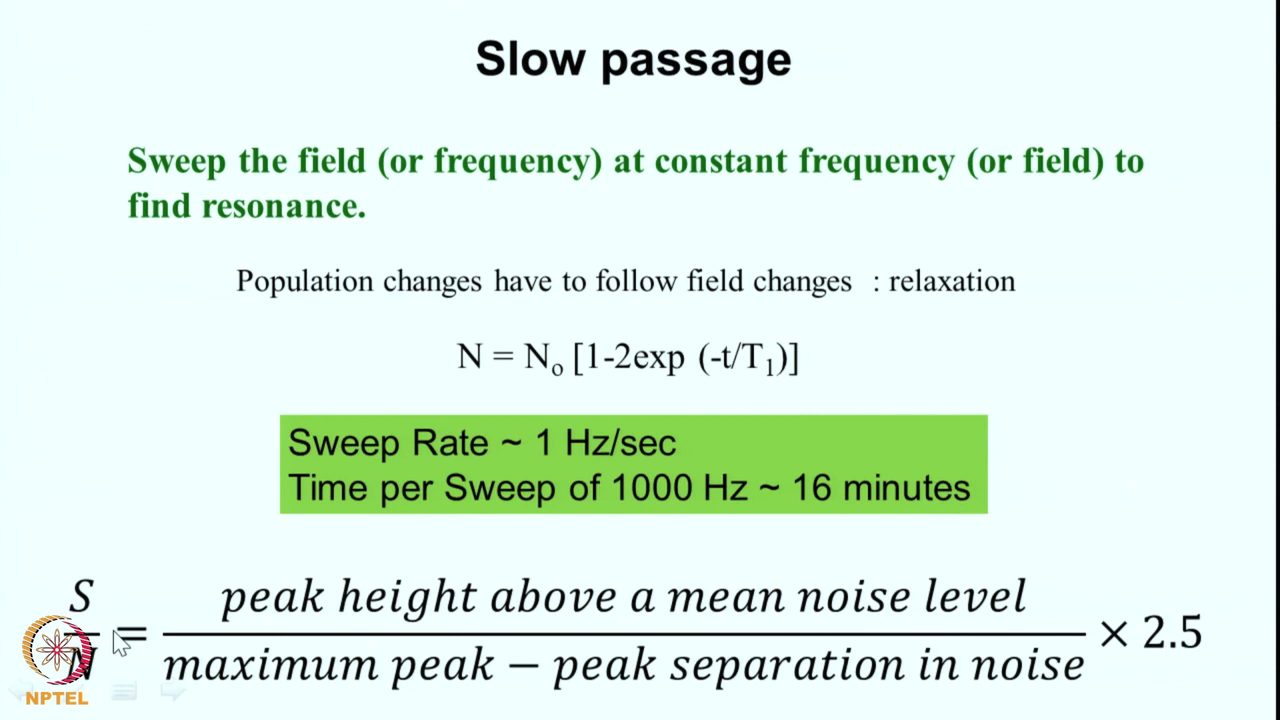 Slow passage
Sweep the field (or frequency) at constant frequency (or field) to
find resonance.
Population changes have to follow field changes : relaxation
N = Nₒ [1-2exp (-t/T₁)]
Sweep Rate ~ 1 Hz/sec
Time per Sweep of 1000 Hz ~ 16 minutes
S/N = peak height above a mean noise level / maximum peak − peak separation in noise × 2.5
NPTEL